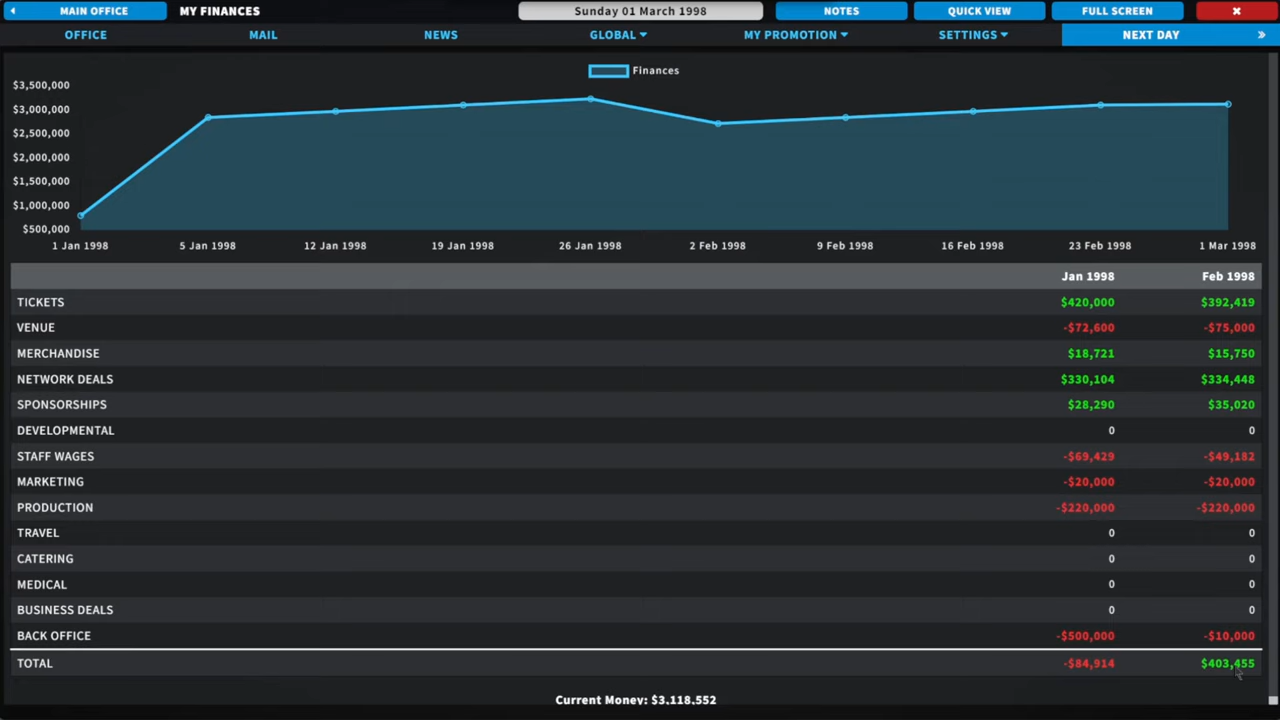 MAIN OFFICE MY FINANCES Sunday 01 March 1998 NOTES QUICK VIEW FULL SCREEN ×
OFFICE MAIL NEWS GLOBAL MY PROMOTION SETTINGS NEXT DAY »
Finances
$3,500,000
$3,000,000
$2,500,000
$2,000,000
$1,500,000
$1,000,000
$500,000
1 Jan 1998 5 Jan 1998 12 Jan 1998 19 Jan 1998 26 Jan 1998 2 Feb 1998 9 Feb 1998 16 Feb 1998 23 Feb 1998 1 Mar 1998
Jan 1998 Feb 1998
TICKETS $420,000 $392,419
VENUE -$72,600 -$75,000
MERCHANDISE $18,721 $15,750
NETWORK DEALS $330,104 $334,448
SPONSORSHIPS $28,290 $35,020
DEVELOPMENTAL 0 0
STAFF WAGES -$69,429 -$49,182
MARKETING -$20,000 -$20,000
PRODUCTION -$220,000 -$220,000
TRAVEL 0 0
CATERING 0 0
MEDICAL 0 0
BUSINESS DEALS 0 0
BACK OFFICE -$500,000 -$10,000
TOTAL -$84,914 $403,455
Current Money: $3,118,552